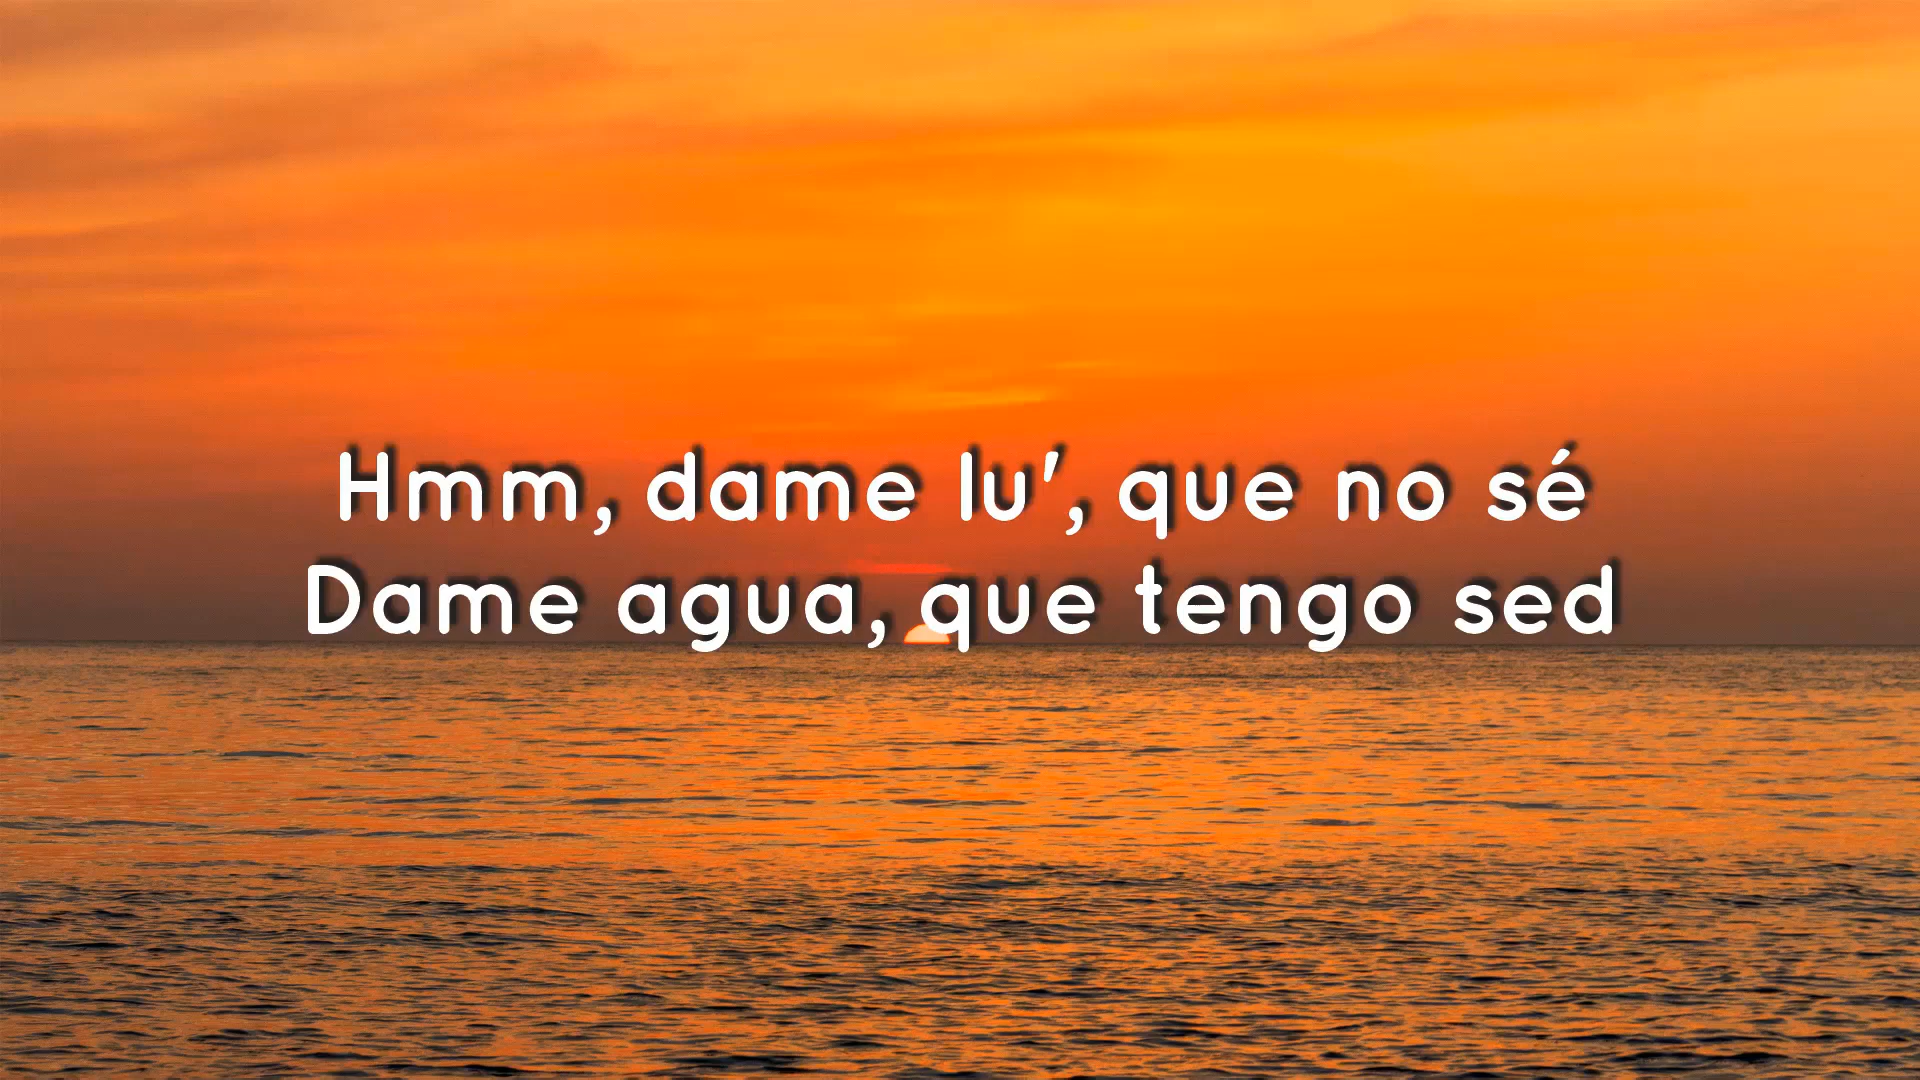 Hmm, dame lu', que no sé
Dame agua, que tengo sed